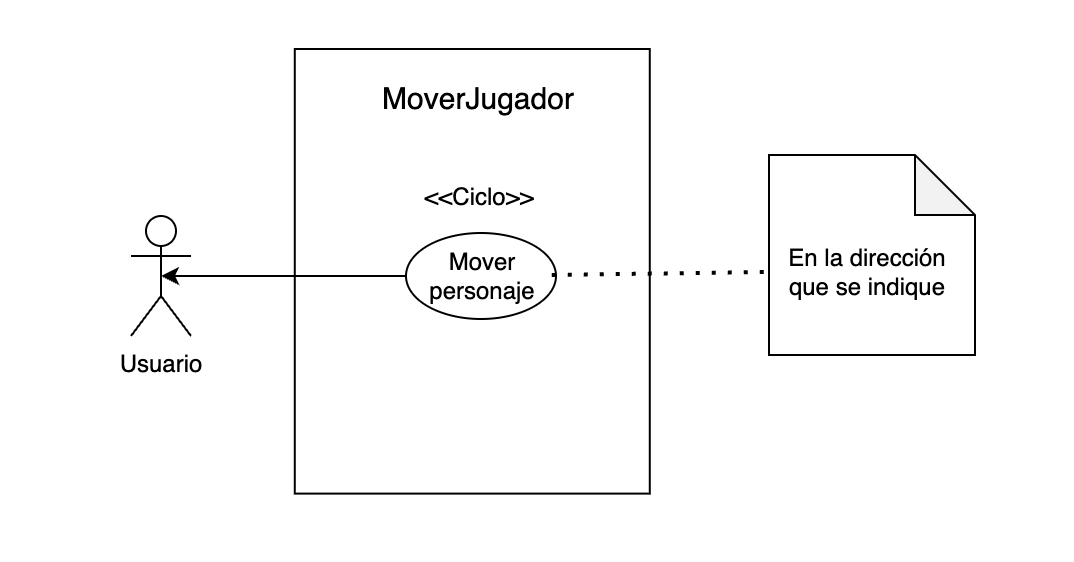 MoverJugador
<<Ciclo>>
Mover
personaje
En la dirección
que se indique
Usuario